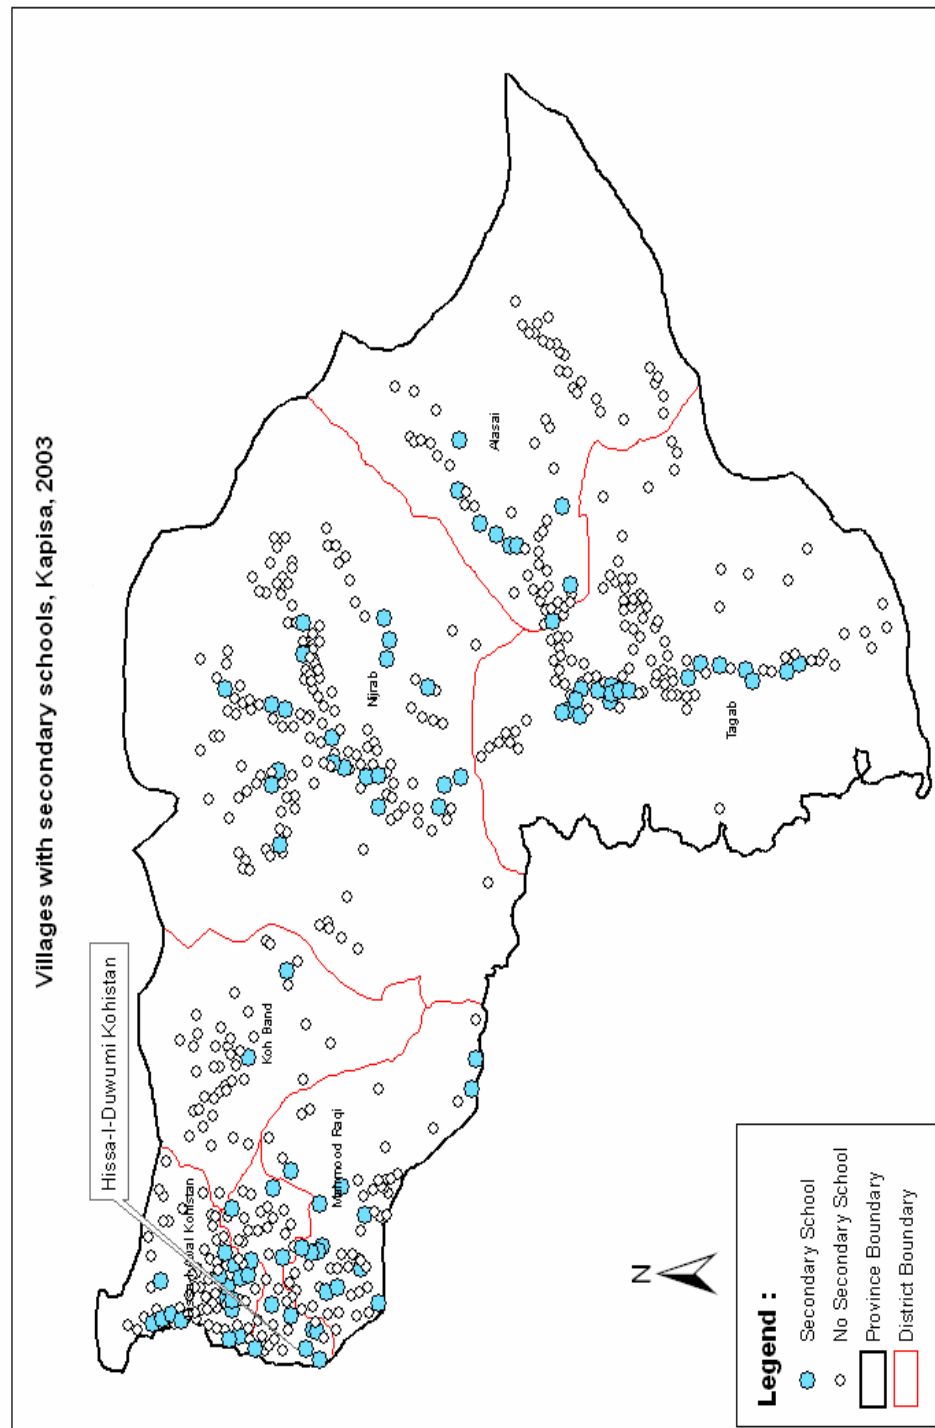 Villages with secondary schools, Kapisa, 2003
Hissa-I-Duwumi Kohistan
Kohistan
Koh Band
Mahmood Raqi
Nijrab
Alasai
Tagab
N
Legend :
Secondary School
No Secondary School
Province Boundary
District Boundary